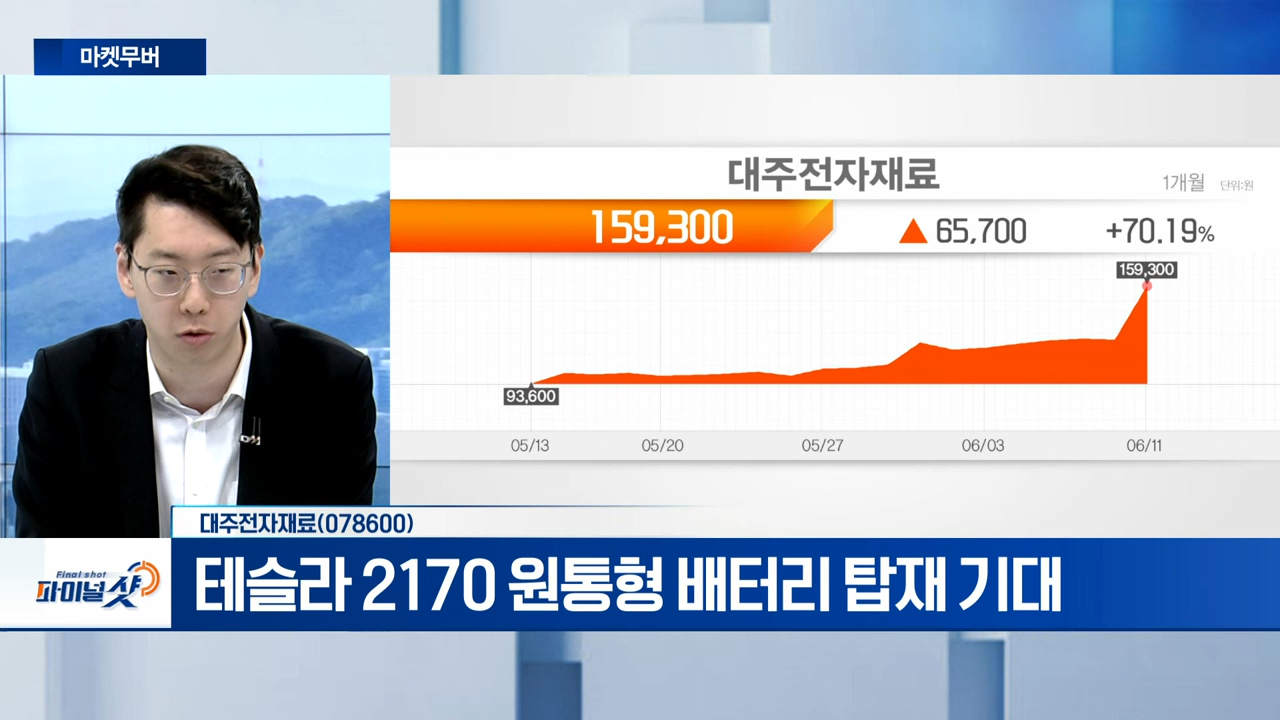 마켓무버
대주전자재료
1개월 단위:원
159,300
▲ 65,700
+70.19%
159,300
93,600
05/13 05/20 05/27 06/03 06/11
대주전자재료(078600)
Final shot
파이널샷
테슬라 2170 원통형 배터리 탑재 기대